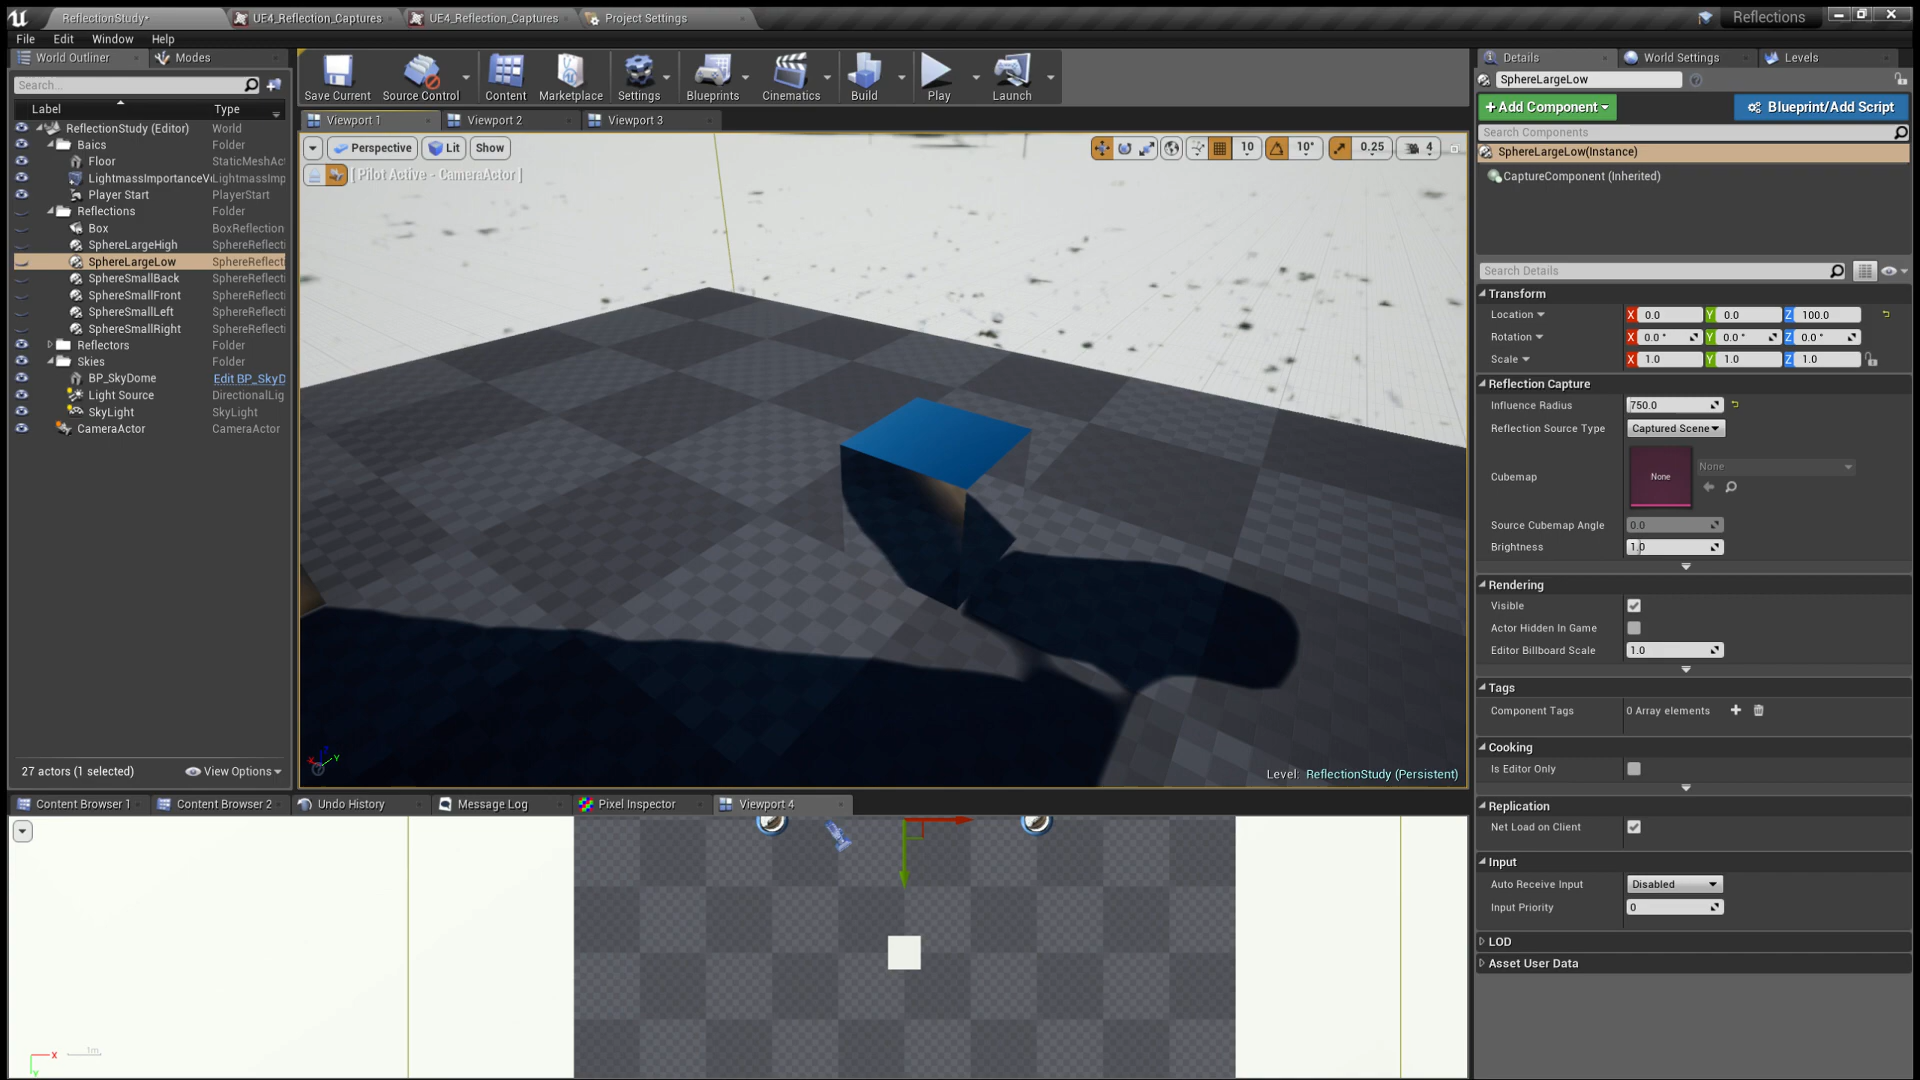 ReflectionStudy*
UE4_Reflection_Captures
UE4_Reflection_Captures
Project Settings
Reflections
File Edit Window Help
World Outliner
Modes
Search...
Label Type
ReflectionStudy (Editor) World
Baics Folder
Floor StaticMeshAct
LightmassImportanceVo LightmassImp
Player Start PlayerStart
Reflections Folder
Box BoxReflection
SphereLargeHigh SphereReflecti
SphereLargeLow SphereReflecti
SphereSmallBack SphereReflecti
SphereSmallFront SphereReflecti
SphereSmallLeft SphereReflecti
SphereSmallRight SphereReflecti
Reflectors Folder
Skies Folder
BP_SkyDome Edit BP_SkyD
Light Source DirectionalLig
SkyLight SkyLight
CameraActor CameraActor
27 actors (1 selected)
View Options
Save Current
Source Control
Content
Marketplace
Settings
Blueprints
Cinematics
Build
Play
Launch
Viewport 1
Viewport 2
Viewport 3
Perspective
Lit
Show
10
10°
0.25
4
[ Pilot Active - CameraActor ]
X
Z
Y
Level: ReflectionStudy (Persistent)
Content Browser 1
Content Browser 2
Undo History
Message Log
Pixel Inspector
Viewport 4
X
1m
Y
Details
World Settings
Levels
SphereLargeLow
+Add Component
Blueprint/Add Script
Search Components
SphereLargeLow(Instance)
CaptureComponent (Inherited)
Search Details
Transform
Location X 0.0 Y 0.0 Z 100.0
Rotation X 0.0 ° Y 0.0 ° Z 0.0 °
Scale X 1.0 Y 1.0 Z 1.0
Reflection Capture
Influence Radius 750.0
Reflection Source Type Captured Scene
Cubemap
None
None
Source Cubemap Angle 0.0
Brightness 1.0
Rendering
Visible
Actor Hidden In Game
Editor Billboard Scale 1.0
Tags
Component Tags 0 Array elements
Cooking
Is Editor Only
Replication
Net Load on Client
Input
Auto Receive Input Disabled
Input Priority 0
LOD
Asset User Data